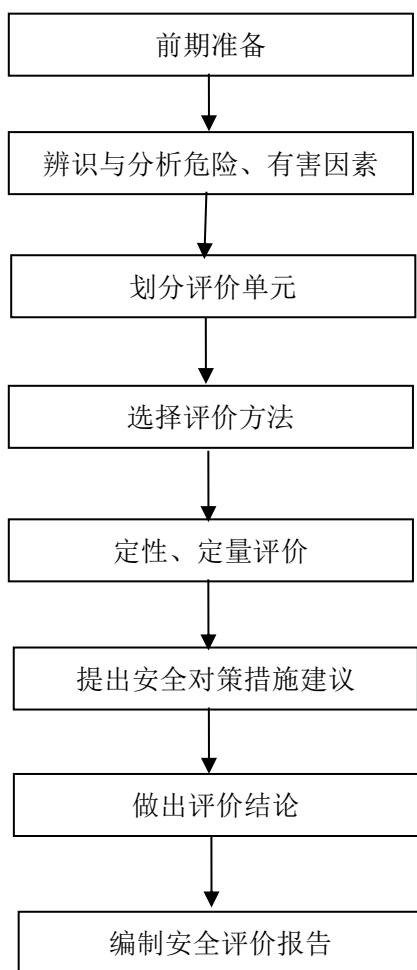 前期准备
辨识与分析危险、有害因素
划分评价单元
选择评价方法
定性、定量评价
提出安全对策措施建议
做出评价结论
编制安全评价报告